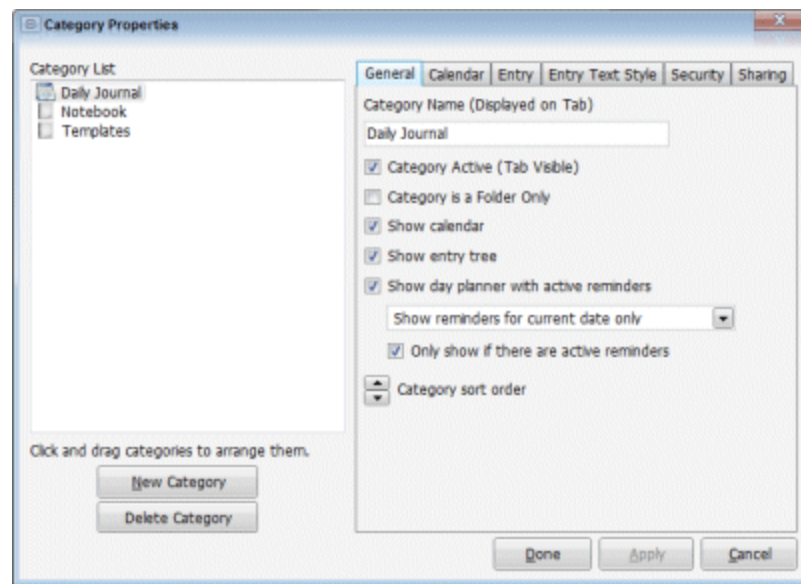 Category Properties
Category List
Daily Journal
Notebook
Templates
Click and drag categories to arrange them.
New Category
Delete Category
General Calendar Entry Entry Text Style Security Sharing
Category Name (Displayed on Tab)
Daily Journal
Category Active (Tab Visible)
Category is a Folder Only
Show calendar
Show entry tree
Show day planner with active reminders
Show reminders for current date only
Only show if there are active reminders
Category sort order
Done Apply Cancel